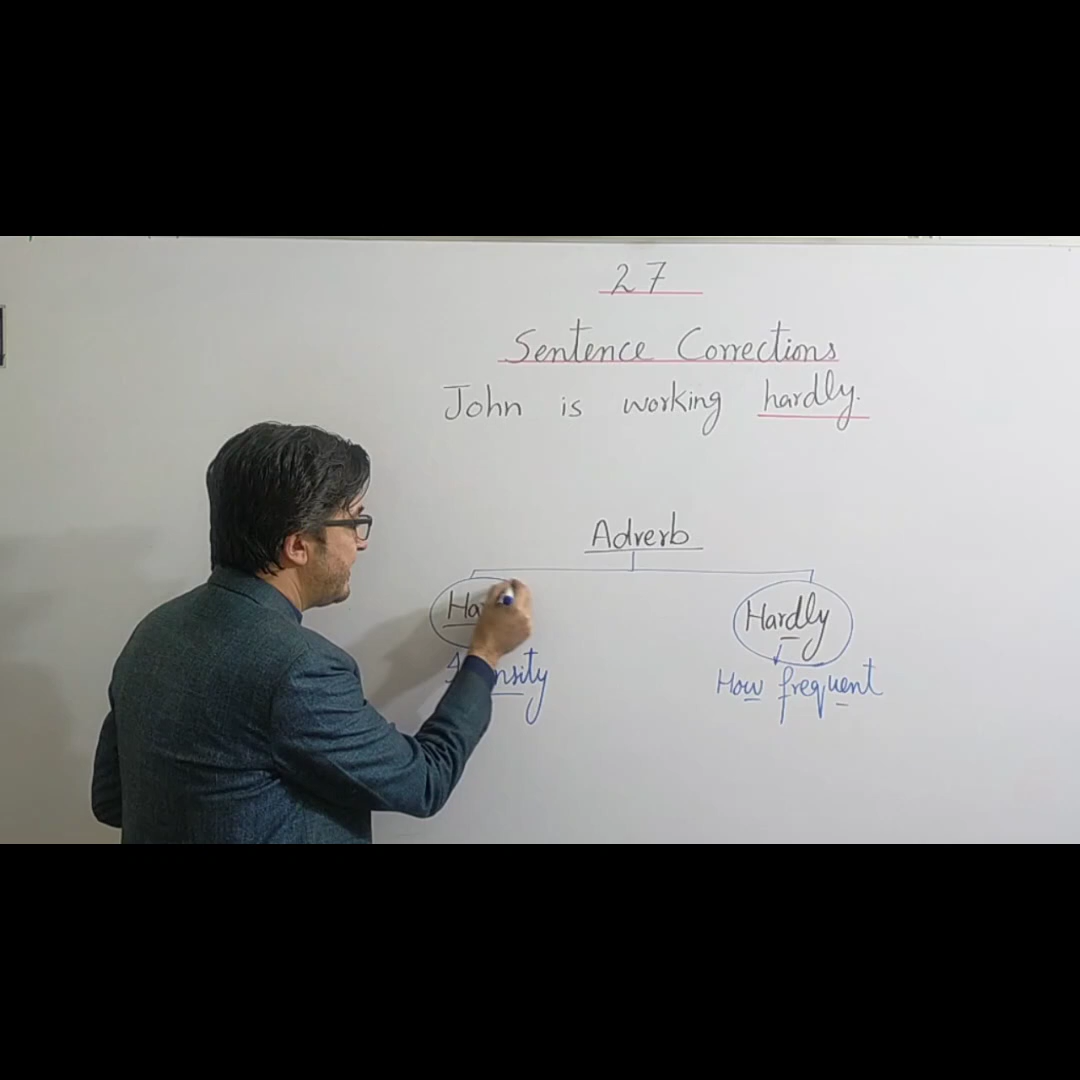 27
Sentence Corrections
John is working hardly.
Adverb
Hardly
How frequent